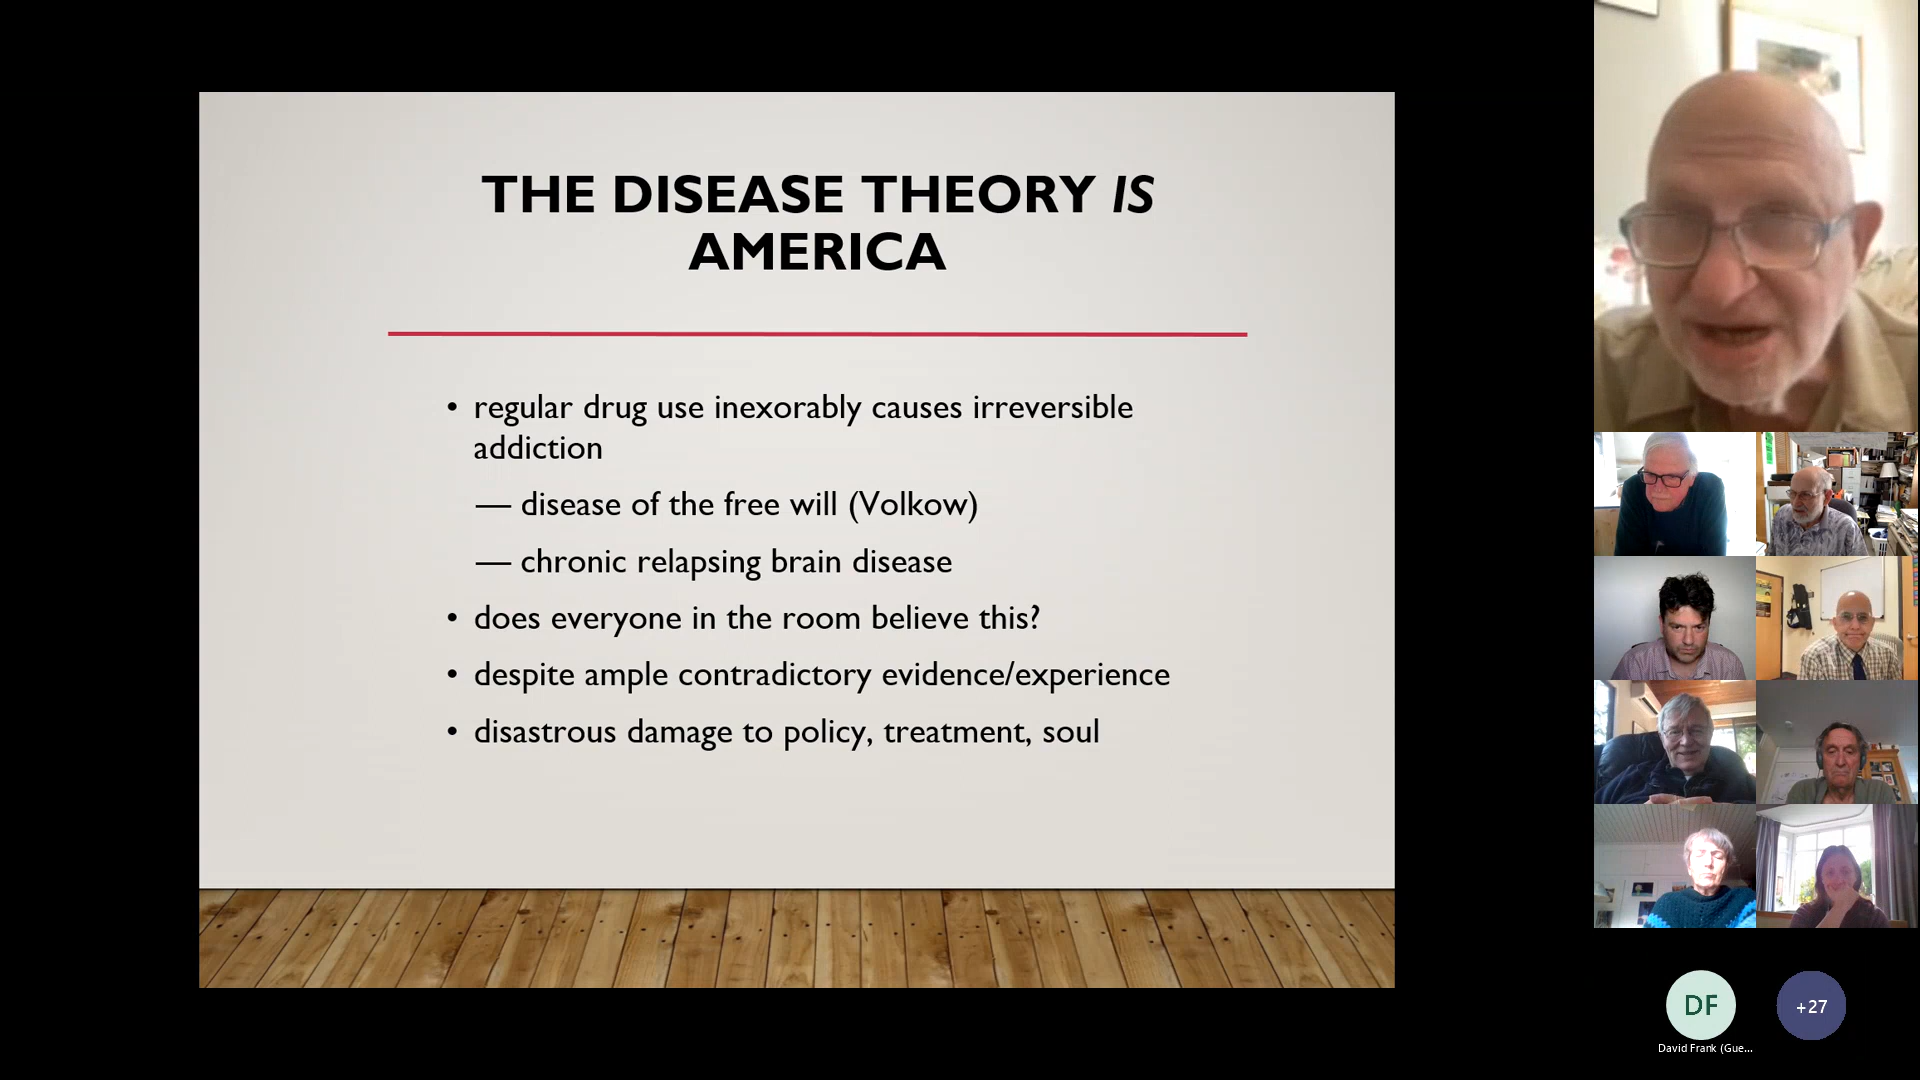 THE DISEASE THEORY IS
AMERICA
• regular drug use inexorably causes irreversible
addiction
— disease of the free will (Volkow)
— chronic relapsing brain disease
• does everyone in the room believe this?
• despite ample contradictory evidence/experience
• disastrous damage to policy, treatment, soul
DF
+27
David Frank (Gue...